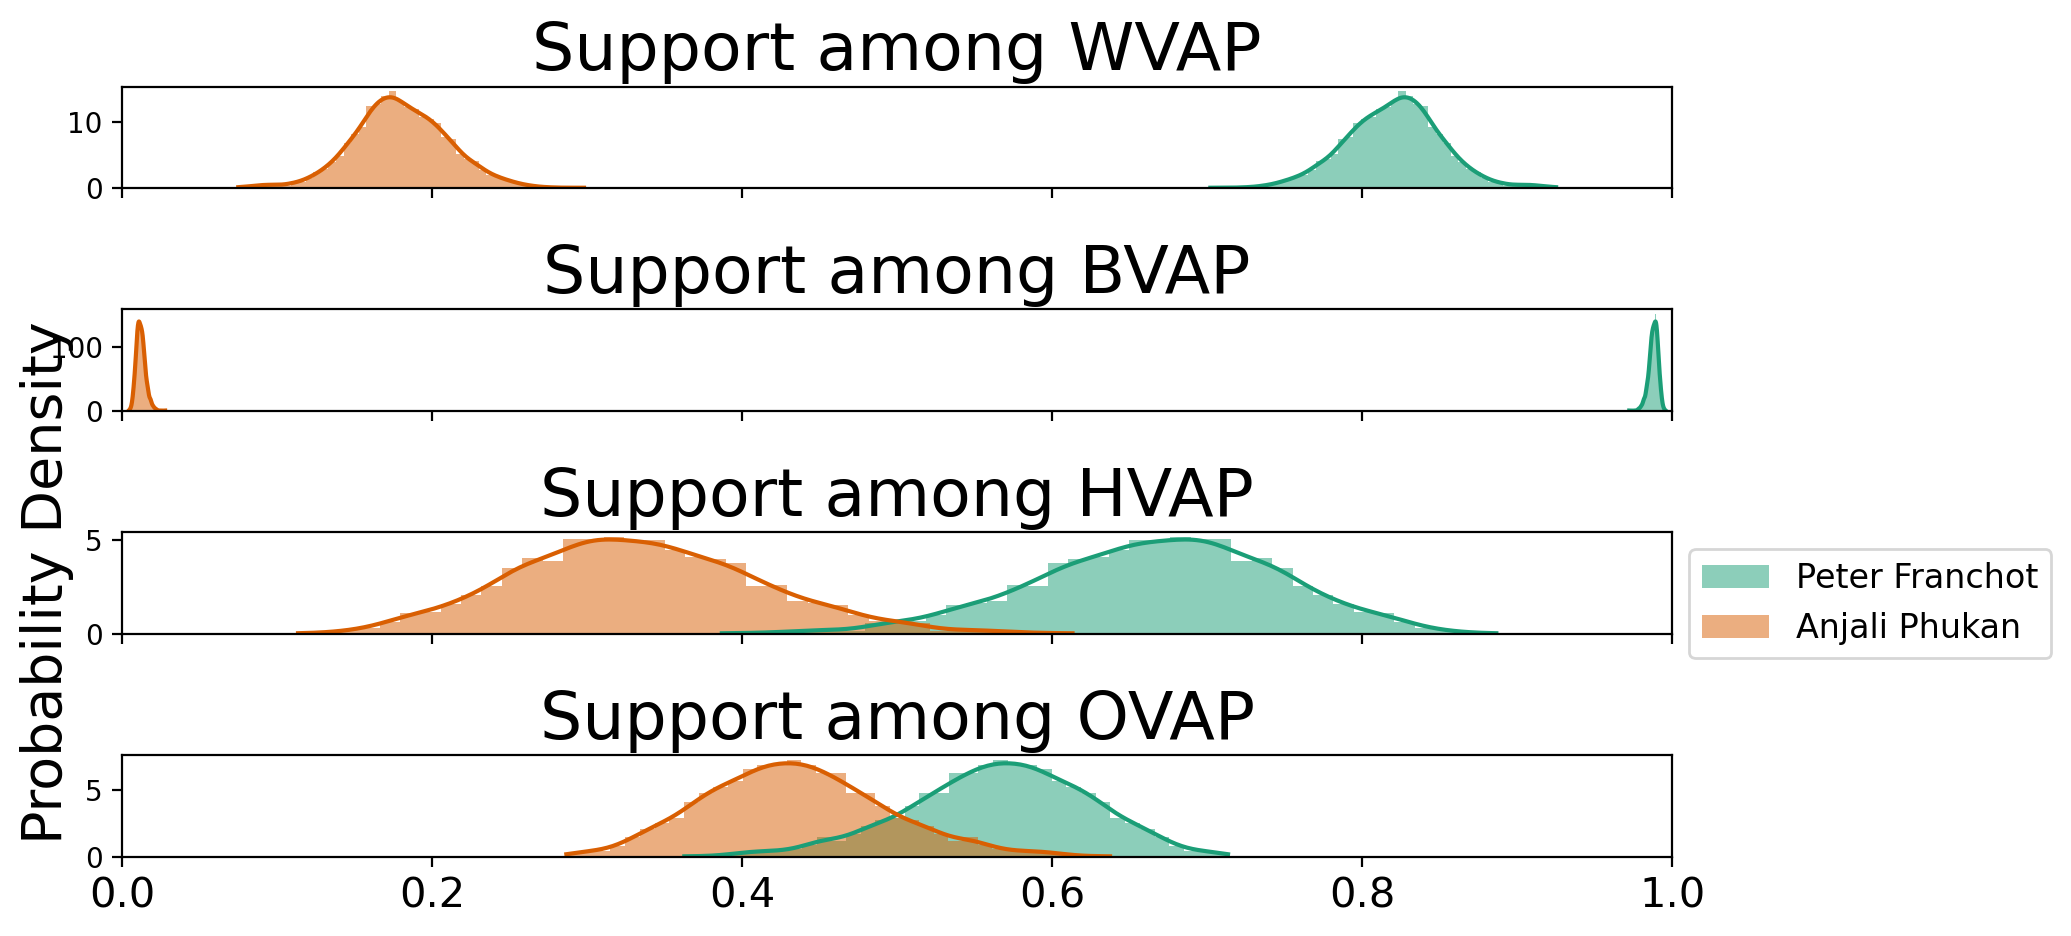 Support among WVAP
10
0
Support among BVAP
100
0
Support among HVAP
5
0
Support among OVAP
5
0
0.0 0.2 0.4 0.6 0.8 1.0
Probability Density
Peter Franchot
Anjali Phukan